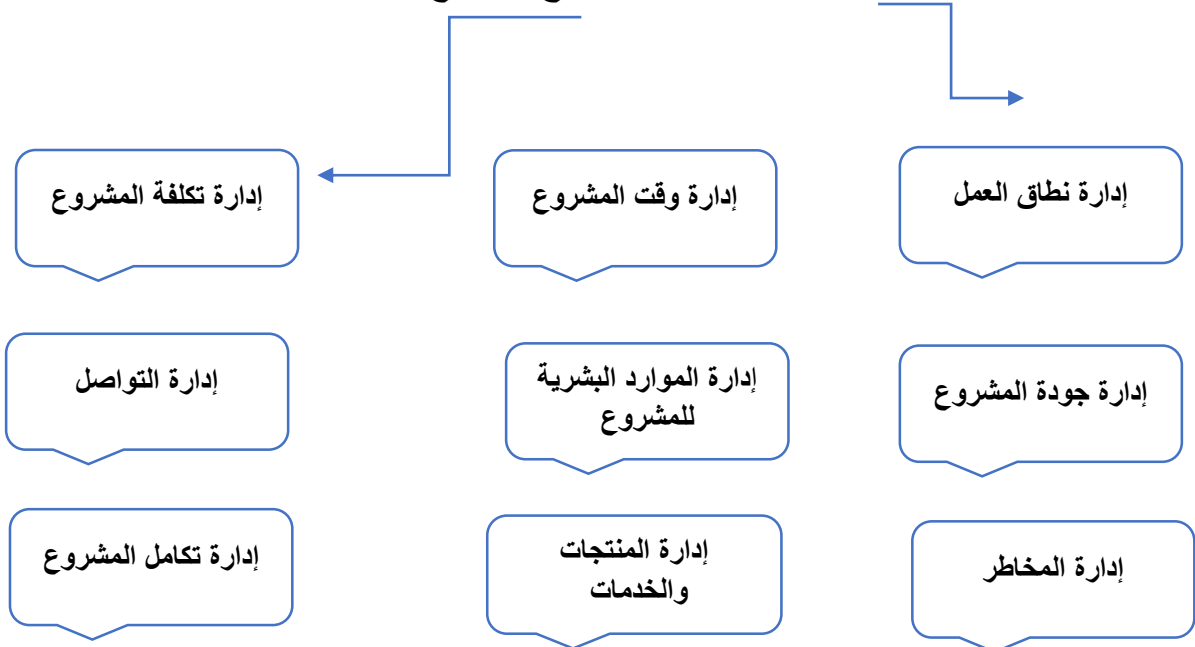 إدارة نطاق العمل
إدارة وقت المشروع
إدارة تكلفة المشروع
إدارة جودة المشروع
إدارة الموارد البشرية
للمشروع
إدارة التواصل
إدارة المخاطر
إدارة المنتجات
والخدمات
إدارة تكامل المشروع